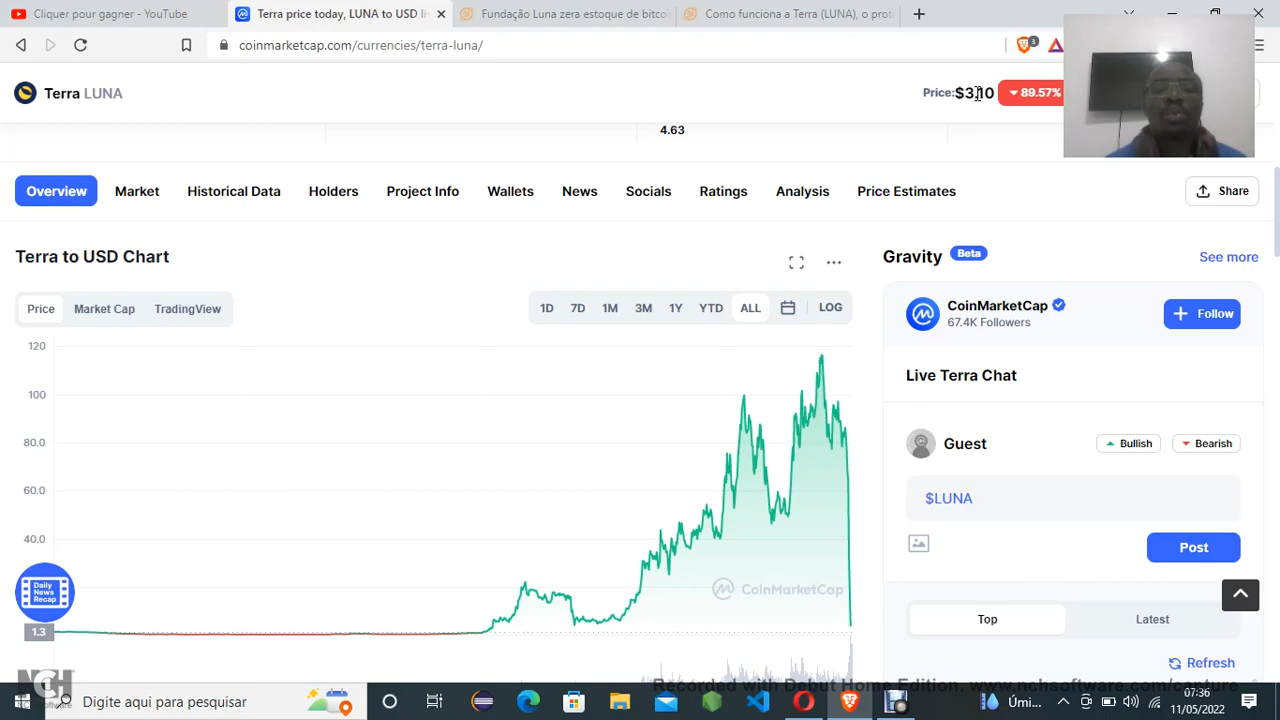 Cliquer pour gagner - YouTube
Terra price today, LUNA to USD li
Fundação Luna zera estoque de bitco
Como funciona a Terra (LUNA), o prot
coinmarketcap.com/currencies/terra-luna/
3
Terra LUNA
Price: $3.10
89.57%
4.63
Overview Market Historical Data Holders Project Info Wallets News Socials Ratings Analysis Price Estimates Share
Terra to USD Chart
Price Market Cap TradingView
1D 7D 1M 3M 1Y YTD ALL LOG
120
100
80.0
60.0
40.0
1.3
CoinMarketCap
Daily
News
Recap
Gravity Beta See more
CoinMarketCap
67.4K Followers
Follow
Live Terra Chat
Guest Bullish Bearish
$LUNA
Post
Top Latest
Refresh
Recorded with Debut Home Edition. www.nchsoftware.com/capture
NCH
Software
Digite aqui para pesquisar
Úmi...
07:36
11/05/2022